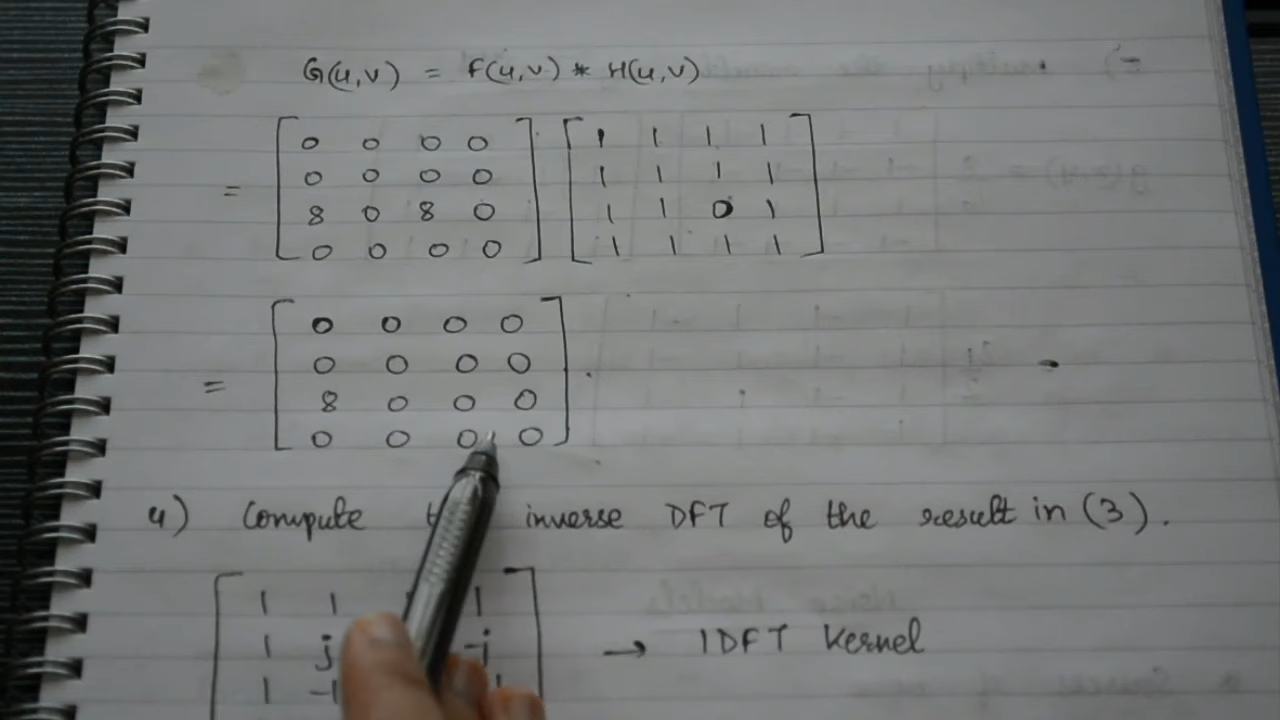 G(u,v) = F(u,v) * H(u,v)
= [ 0 0 0 0 ] [ 1 1 1 1 ]
0 0 0 0 1 1 1 1
8 0 8 0 1 1 0 1
0 0 0 0 1 1 1 1
= [ 0 0 0 0 ]
0 0 0 0
8 0 0 0
0 0 0 0
4) Compute inverse DFT of the result in (3).
1 1 1
1 j -j → IDFT Kernel
1 -1